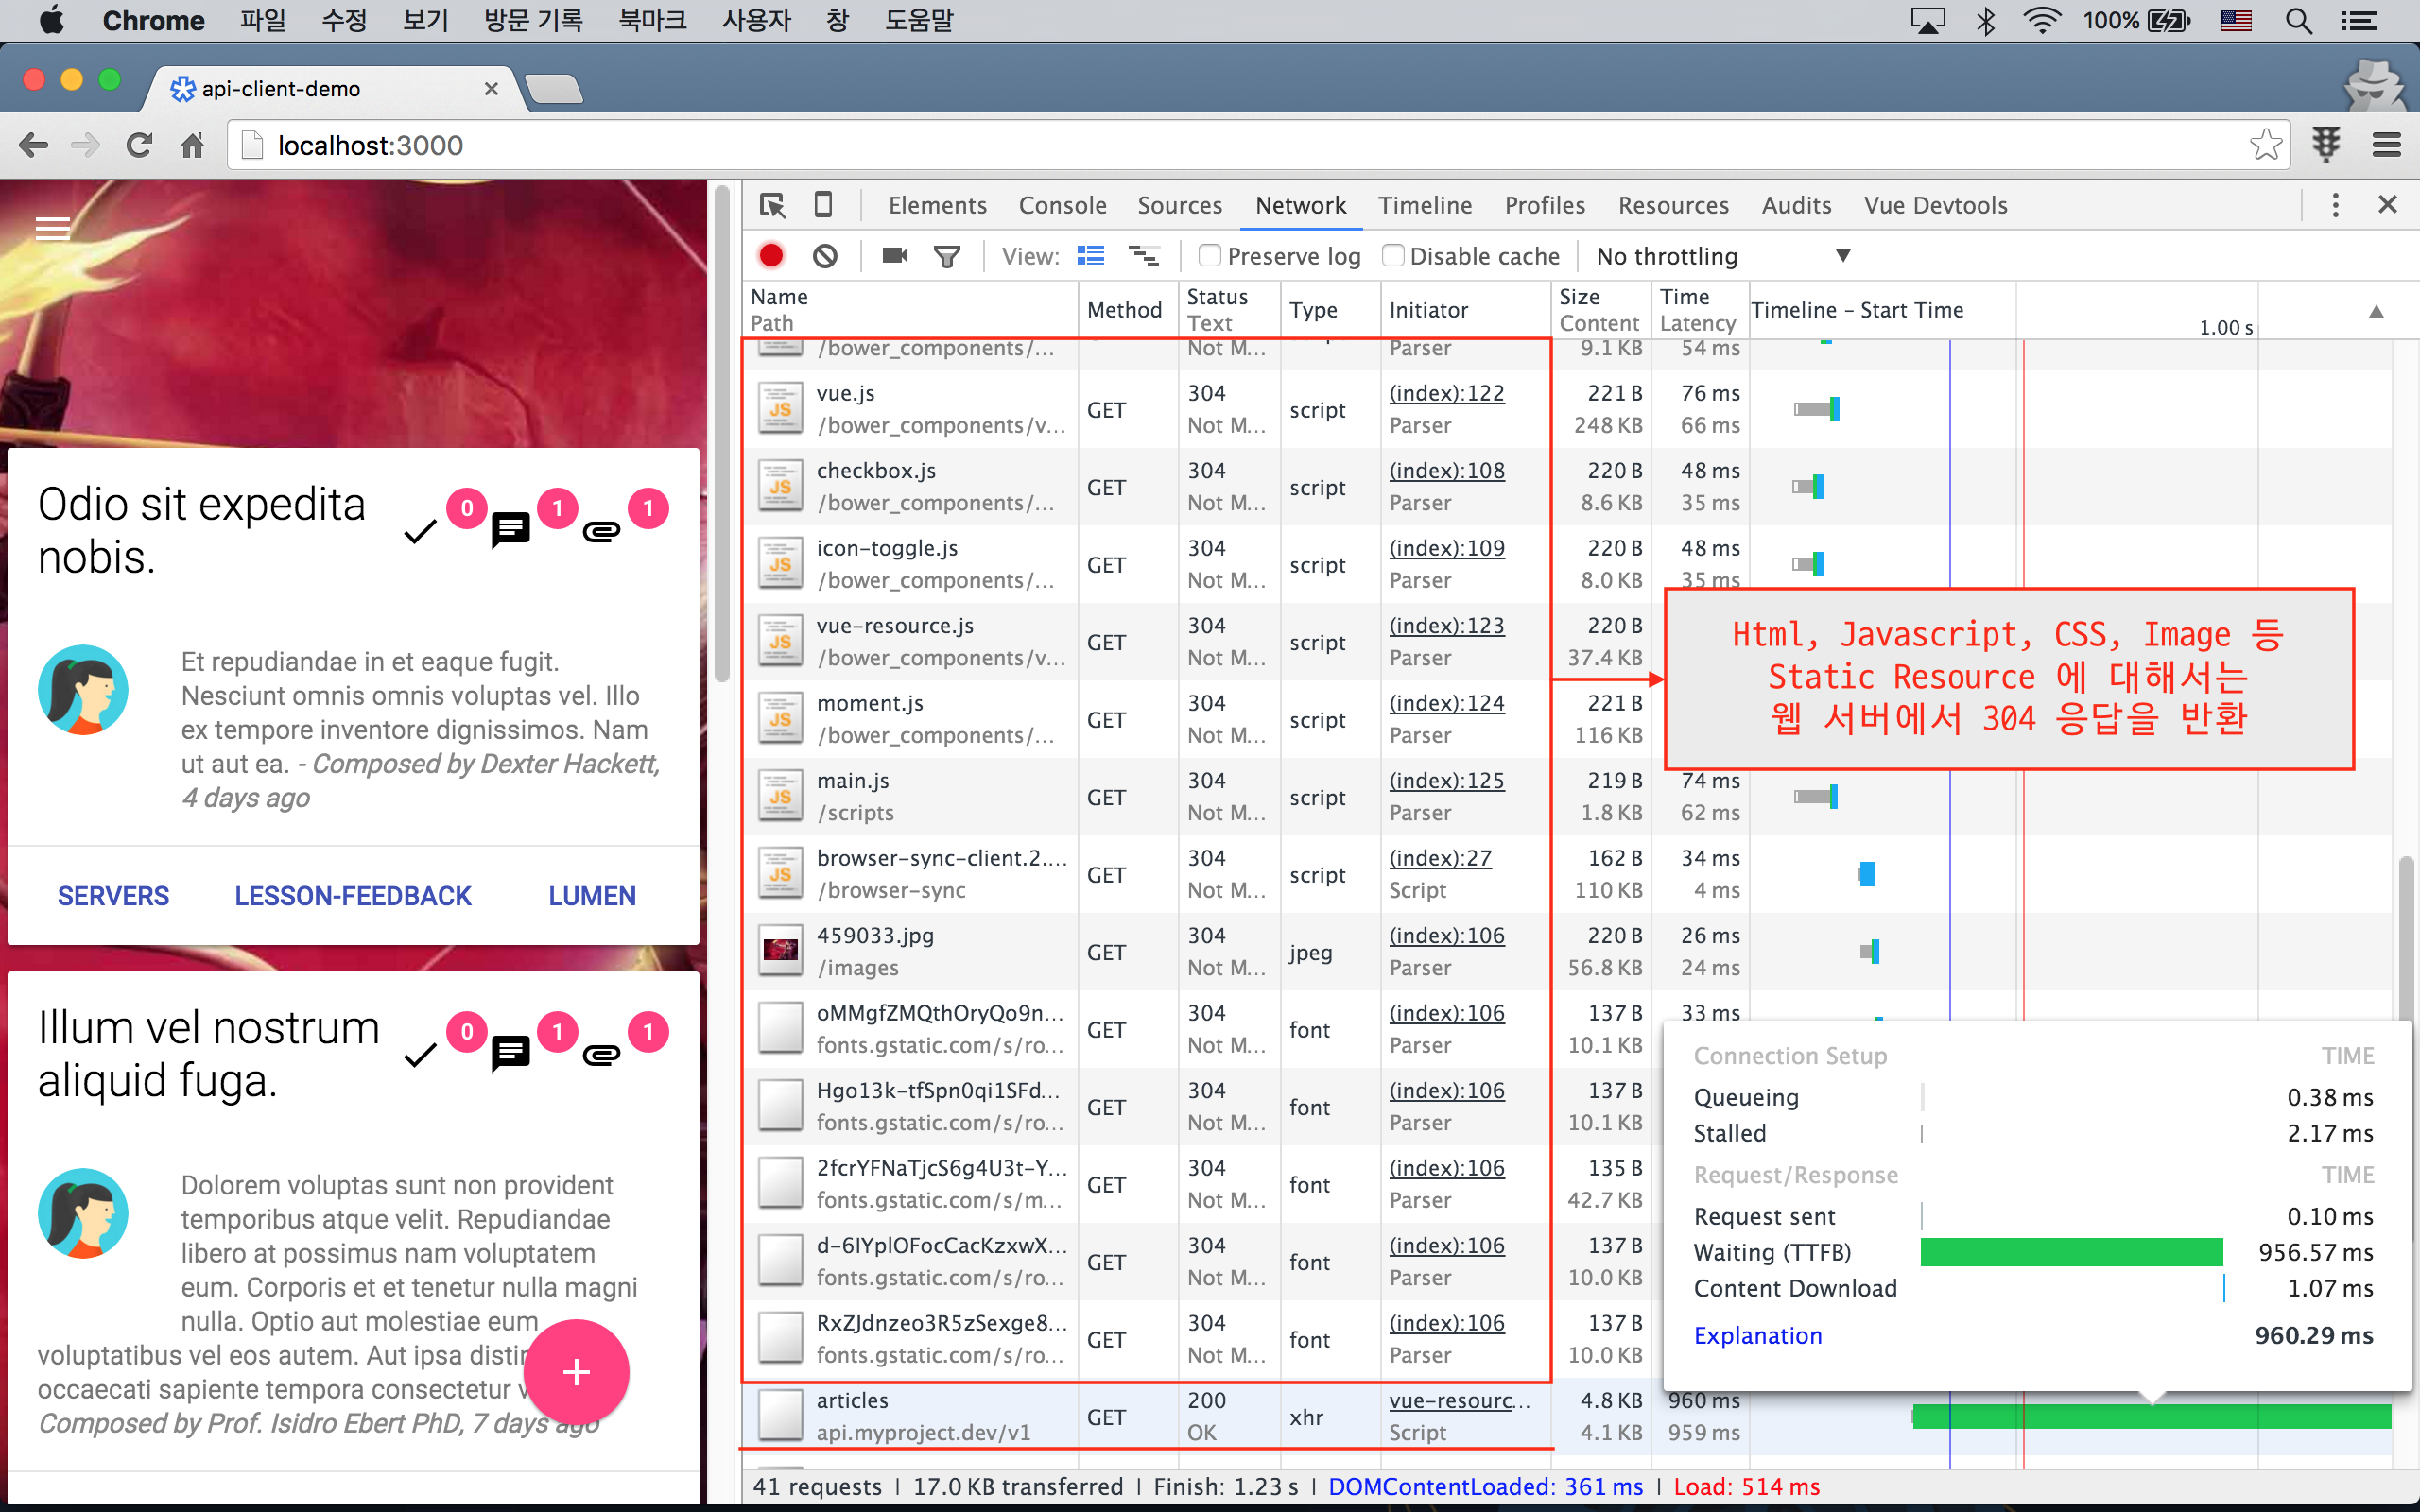 Chrome 파일 수정 보기 방문 기록 북마크 사용자 창 도움말 100%
api-client-demo
localhost:3000
Odio sit expedita
nobis.
0 1 1
Et repudiandae in et eaque fugit.
Nesciunt omnis omnis voluptas vel. Illo
ex tempore inventore dignissimos. Nam
ut aut ea. - Composed by Dexter Hackett,
4 days ago
SERVERS LESSON-FEEDBACK LUMEN
Illum vel nostrum
aliquid fuga.
0 1 1
Dolorem voluptas sunt non provident
temporibus atque velit. Repudiandae
libero at possimus nam voluptatem
eum. Corporis et et tenetur nulla magni
nulla. Optio aut molestiae eum
voluptatibus vel eos autem. Aut ipsa
occaecati sapiente tempora consectetur
Composed by Prof. Isidro Ebert PhD, 7 days ago
Elements Console Sources Network Timeline Profiles Resources Audits Vue Devtools
View: Preserve log Disable cache No throttling
Name Method Status Type Initiator Size Time Timeline – Start Time
Path Text Content Latency 1.00 s
/bower_components/... Not M... Parser 9.1 KB 54 ms
vue.js GET 304 script (index):122 221 B 76 ms
/bower_components/v... Not M... Parser 248 KB 66 ms
checkbox.js GET 304 script (index):108 220 B 48 ms
/bower_components/... Not M... Parser 8.6 KB 35 ms
icon-toggle.js GET 304 script (index):109 220 B 48 ms
/bower_components/... Not M... Parser 8.0 KB 35 ms
vue-resource.js GET 304 script (index):123 220 B
/bower_components/v... Not M... Parser 37.4 KB
moment.js GET 304 script (index):124 221 B
/bower_components/... Not M... Parser 116 KB
main.js GET 304 script (index):125 219 B 74 ms
/scripts Not M... Parser 1.8 KB 62 ms
browser-sync-client.2.... GET 304 script (index):27 162 B 34 ms
/browser-sync Not M... Script 110 KB 4 ms
459033.jpg GET 304 jpeg (index):106 220 B 26 ms
/images Not M... Parser 56.8 KB 24 ms
oMMgfZMQthOryQo9n... GET 304 font (index):106 137 B 33 ms
fonts.gstatic.com/s/ro... Not M... Parser 10.1 KB
Hgo13k-tfSpn0qi1SFd... GET 304 font (index):106 137 B
fonts.gstatic.com/s/ro... Not M... Parser 10.1 KB
2fcrYFNaTjcS6g4U3t-Y... GET 304 font (index):106 135 B
fonts.gstatic.com/s/m... Not M... Parser 42.7 KB
d-6IYplOFocCacKzxwX... GET 304 font (index):106 137 B
fonts.gstatic.com/s/ro... Not M... Parser 10.0 KB
RxZJdnzeo3R5zSexge8... GET 304 font (index):106 137 B
fonts.gstatic.com/s/ro... Not M... Parser 10.0 KB
articles GET 200 xhr vue-resourc... 4.8 KB 960 ms
api.myproject.dev/v1 OK Script 4.1 KB 959 ms
Html, Javascript, CSS, Image 등
Static Resource 에 대해서는
웹 서버에서 304 응답을 반환
Connection Setup TIME
Queueing 0.38 ms
Stalled 2.17 ms
Request/Response TIME
Request sent 0.10 ms
Waiting (TTFB) 956.57 ms
Content Download 1.07 ms
Explanation 960.29 ms
41 requests | 17.0 KB transferred | Finish: 1.23 s | DOMContentLoaded: 361 ms | Load: 514 ms